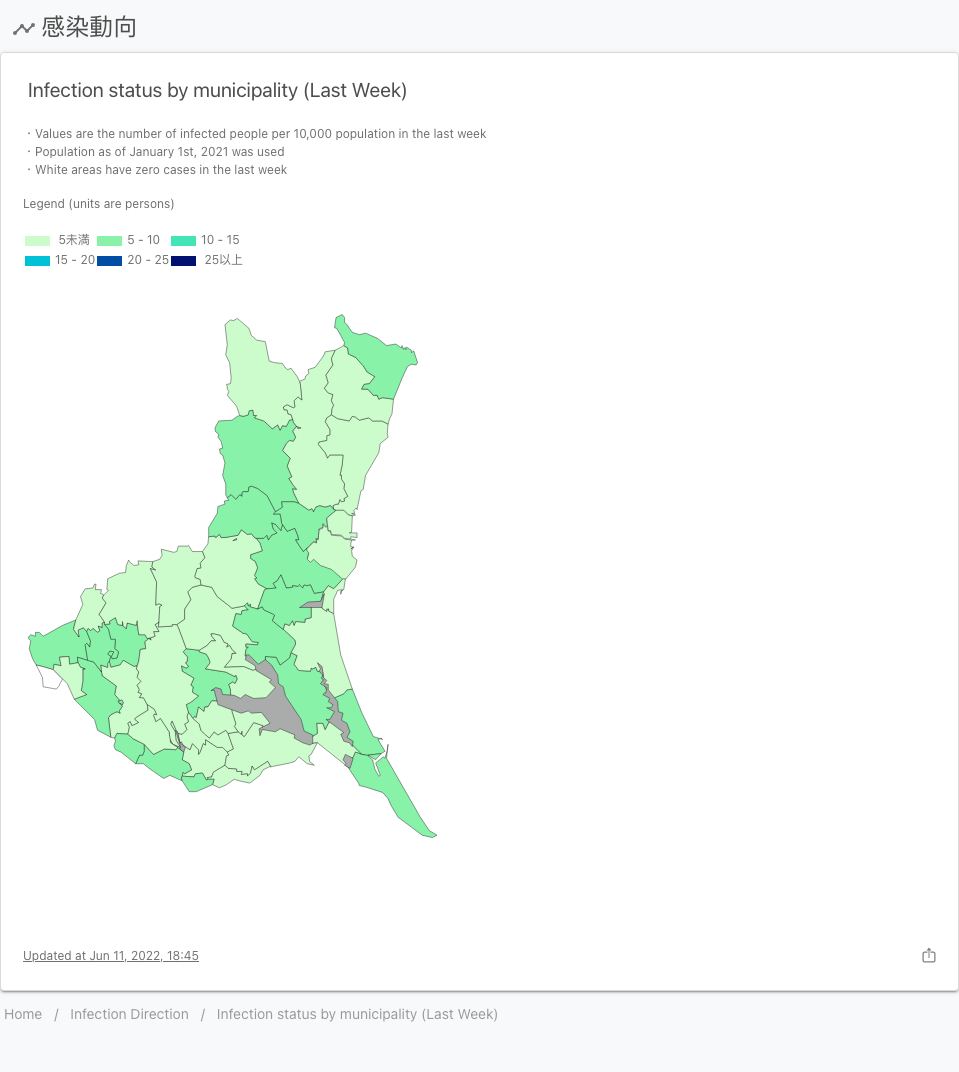 感染動向
Infection status by municipality (Last Week)
・Values are the number of infected people per 10,000 population in the last week
・Population as of January 1st, 2021 was used
・White areas have zero cases in the last week
Legend (units are persons)
5未満 5 - 10 10 - 15
15 - 20 20 - 25 25以上
Updated at Jun 11, 2022, 18:45
Home / Infection Direction / Infection status by municipality (Last Week)